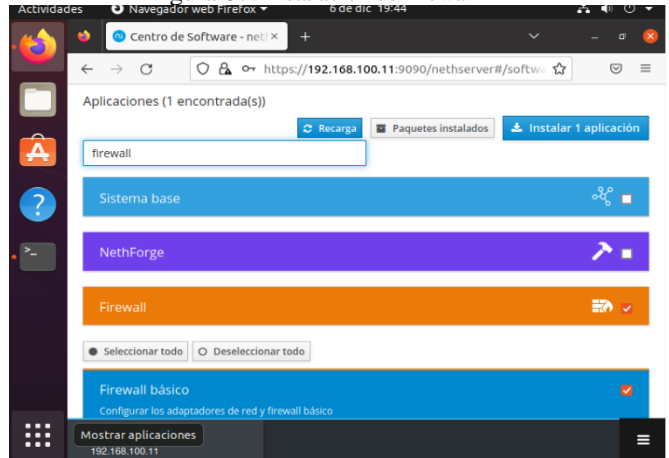 Actividades Navegador web Firefox 6 de dic 19:44
Centro de Software - neth
https://192.168.100.11:9090/nethserver#/softwa
Aplicaciones (1 encontrada(s))
Recarga Paquetes instalados Instalar 1 aplicación
firewall
Sistema base
NethForge
Firewall
Seleccionar todo Deseleccionar todo
Firewall básico
Configurar los adaptadores de red y firewall básico
Mostrar aplicaciones
192.168.100.11